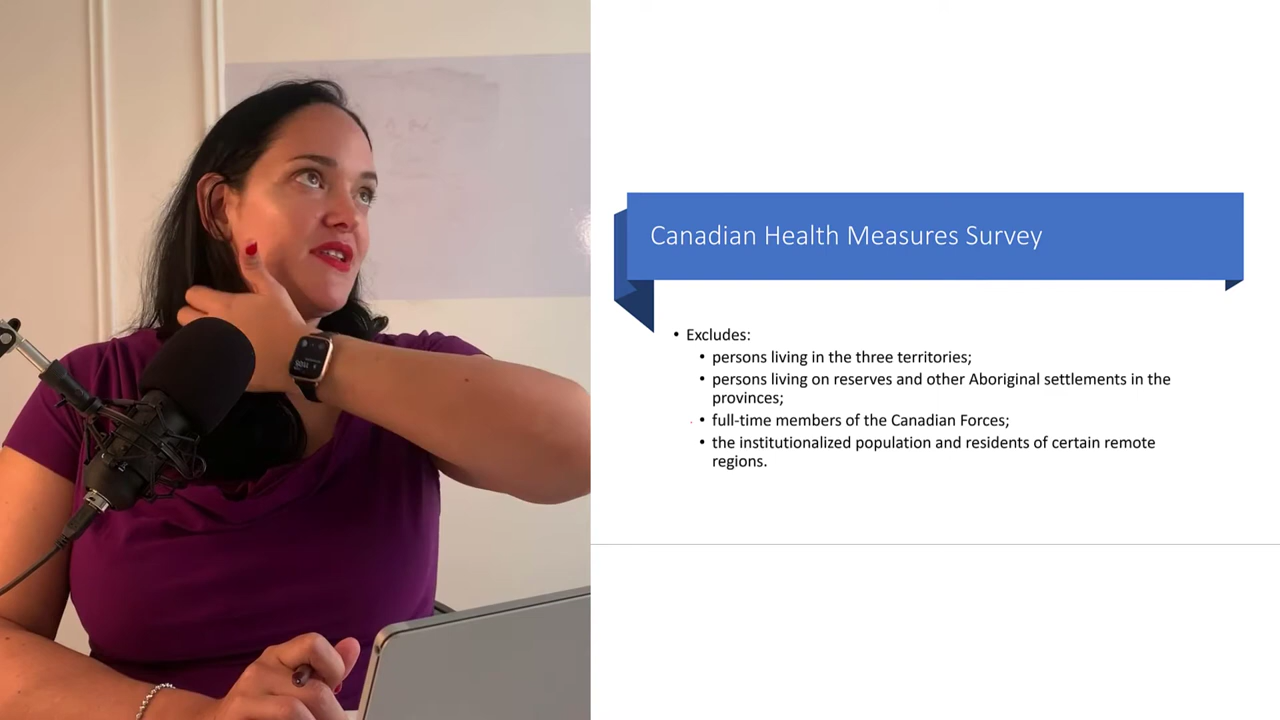 Canadian Health Measures Survey
• Excludes:
• persons living in the three territories;
• persons living on reserves and other Aboriginal settlements in the
provinces;
• full-time members of the Canadian Forces;
• the institutionalized population and residents of certain remote
regions.